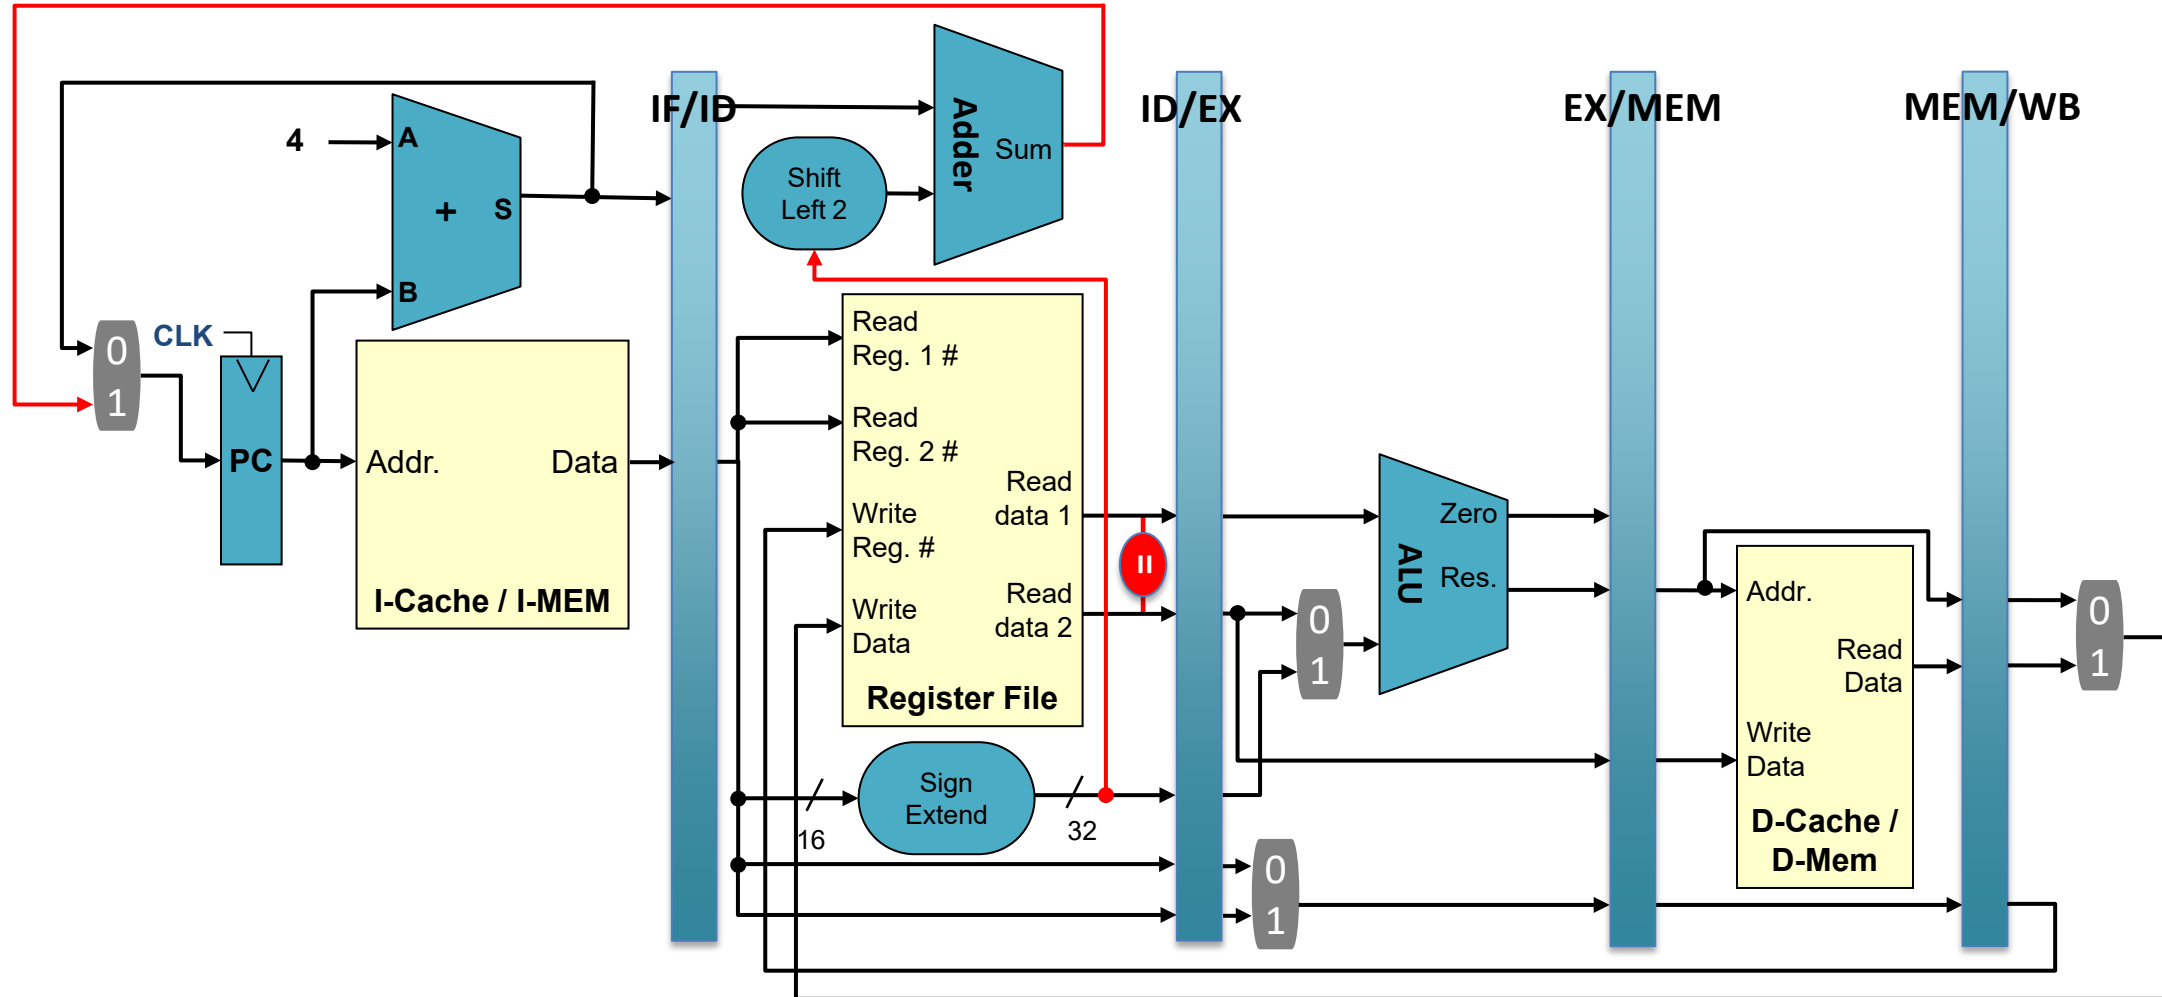 IF/ID
ID/EX
EX/MEM
MEM/WB
4
A
+
S
B
Adder
Sum
Shift
Left 2
CLK
0
1
PC
Addr.
Data
I-Cache / I-MEM
Read
Reg. 1 #
Read
Reg. 2 #
Write
Reg. #
Write
Data
Read
data 1
Read
data 2
Register File
=
Sign
Extend
16
32
0
1
0
1
ALU
Zero
Res.
Addr.
Read
Data
Write
Data
D-Cache /
D-Mem
0
1